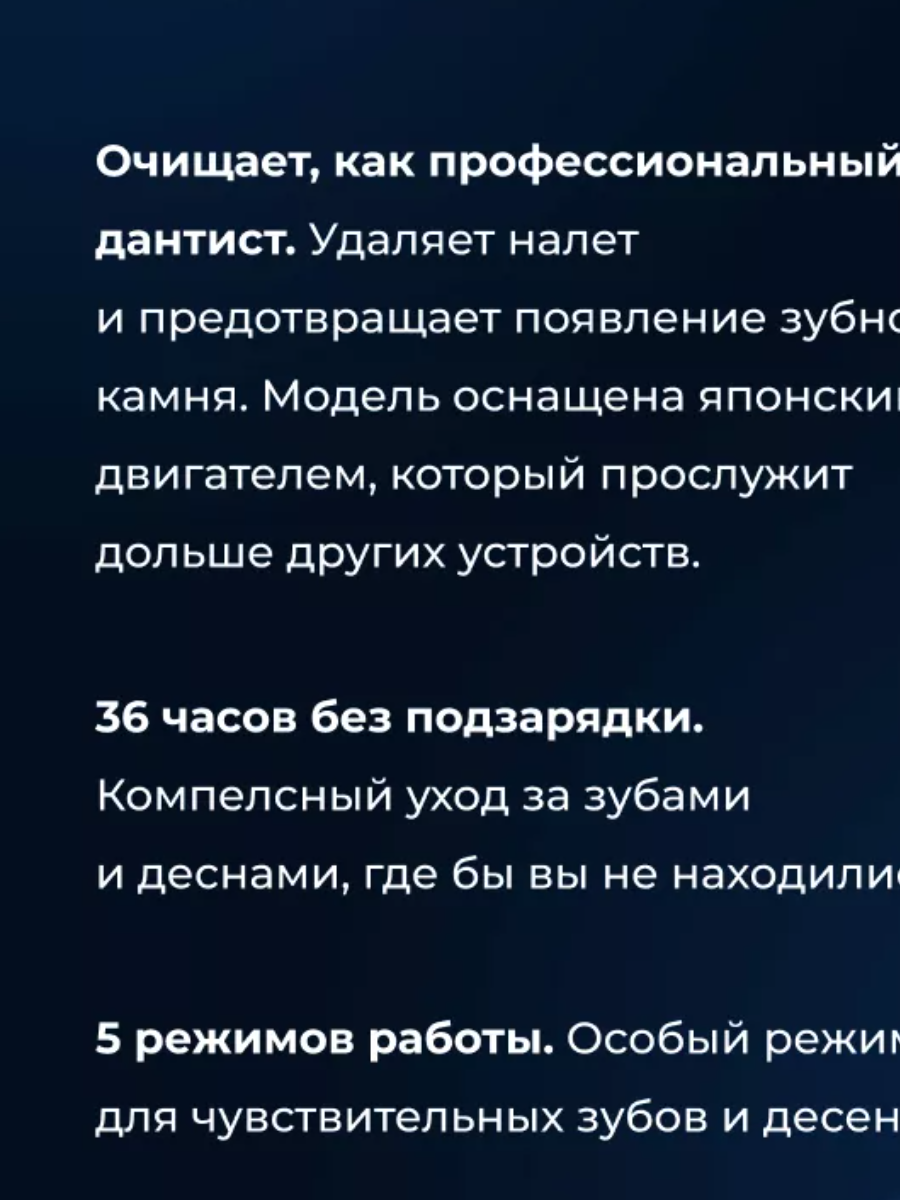 Очищает, как профессиональный
дантист. Удаляет налет
и предотвращает появление зубно
камня. Модель оснащена японски
двигателем, который прослужит
дольше других устройств.
36 часов без подзарядки.
Компелсный уход за зубами
и деснами, где бы вы не находили
5 режимов работы. Особый режим
для чувствительных зубов и десен